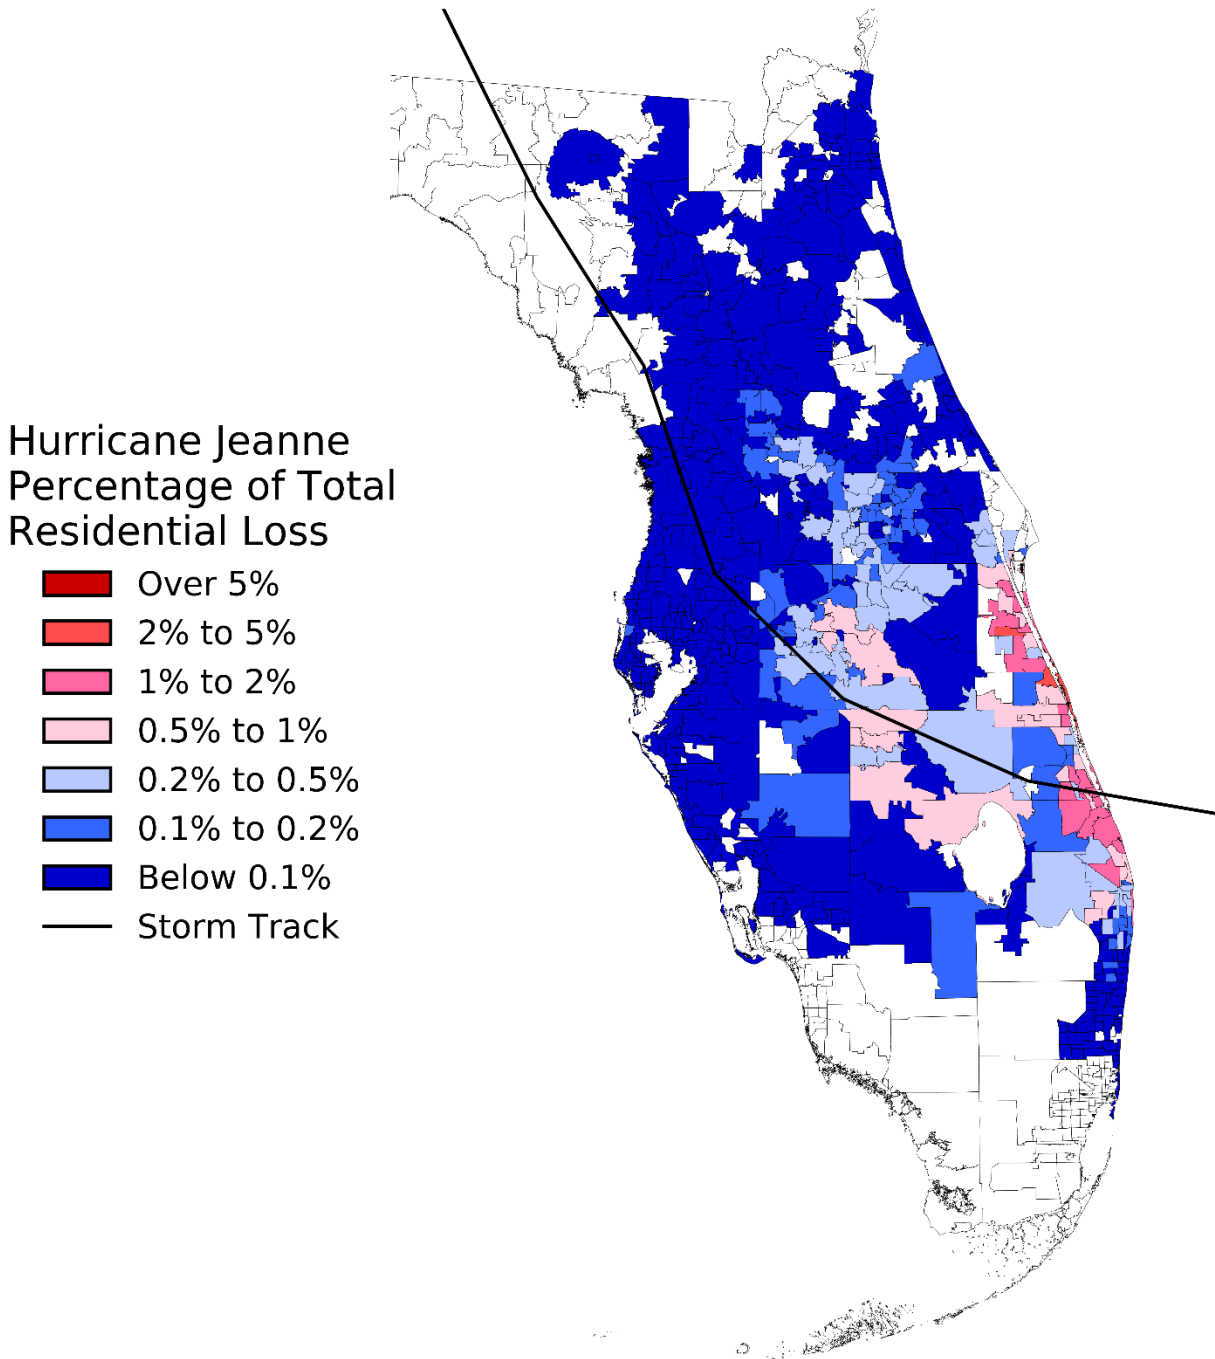 Hurricane Jeanne
Percentage of Total
Residential Loss
Over 5%
2% to 5%
1% to 2%
0.5% to 1%
0.2% to 0.5%
0.1% to 0.2%
Below 0.1%
Storm Track